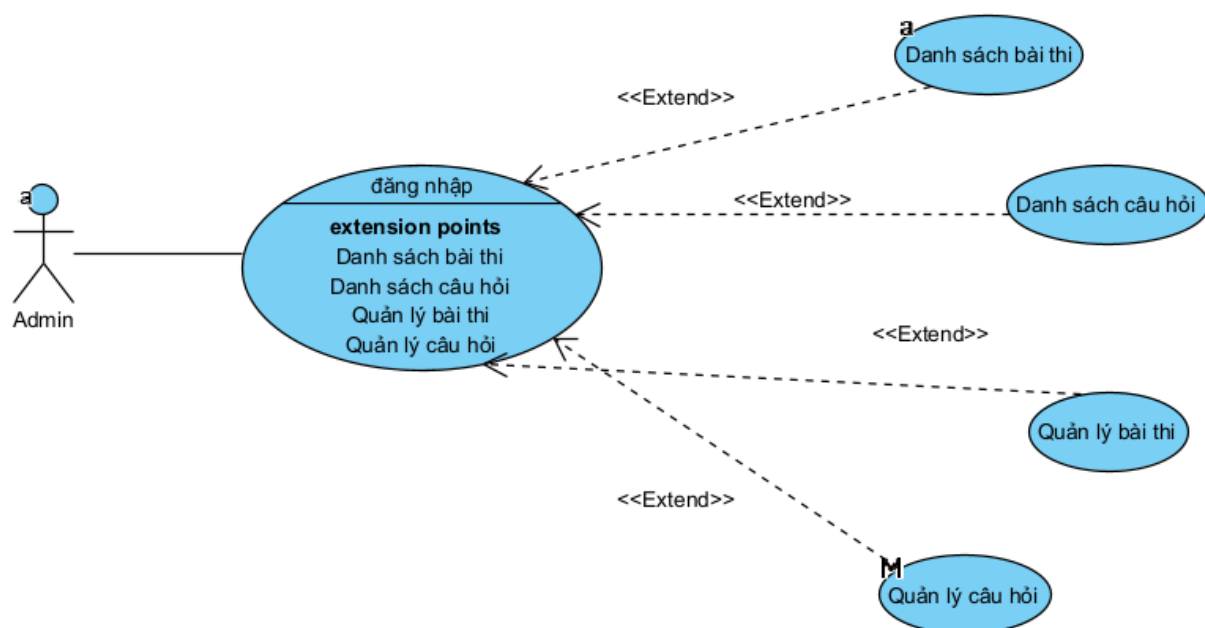 a
Danh sách bài thi
<<Extend>>
a
Admin
đăng nhập
extension points
Danh sách bài thi
Danh sách câu hỏi
Quản lý bài thi
Quản lý câu hỏi
<<Extend>>
Danh sách câu hỏi
<<Extend>>
Quản lý bài thi
<<Extend>>
M
Quản lý câu hỏi